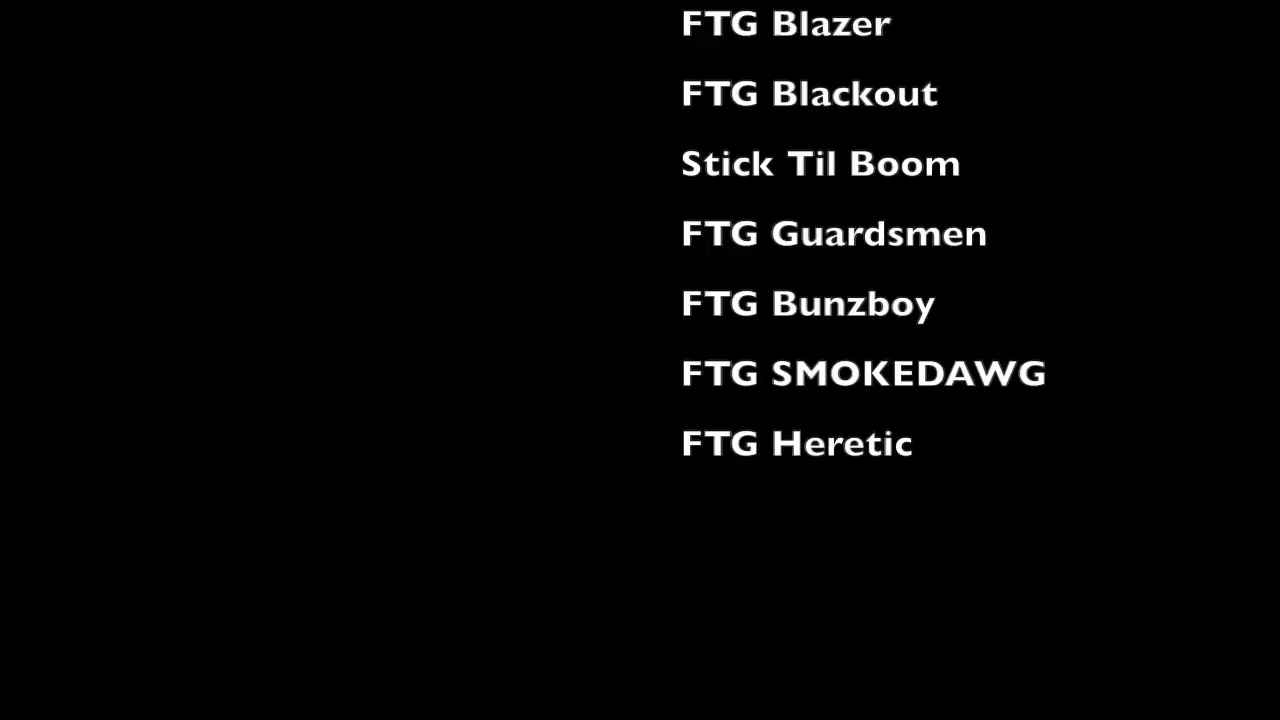 FTG Blazer
FTG Blackout
Stick Til Boom
FTG Guardsmen
FTG Bunzboy
FTG SMOKEDAWG
FTG Heretic